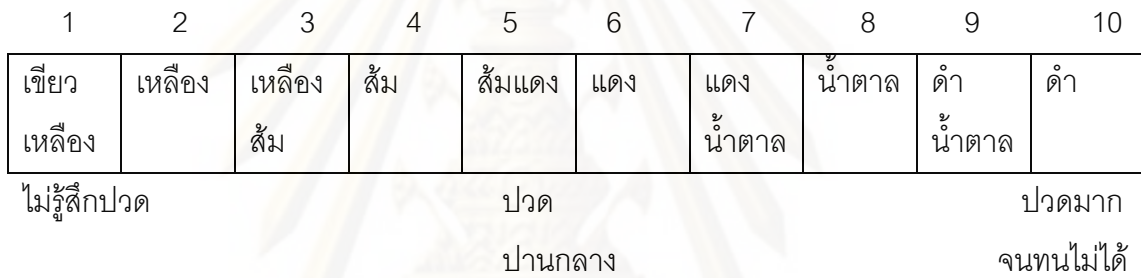 1 2 3 4 5 6 7 8 9 10
เขียว เหลือง เหลือง ส้ม ส้มแดง แดง แดง น้ำตาล ดำ ดำ
เหลือง ส้ม น้ำตาล น้ำตาล
ไม่รู้สึกปวด ปวด ปวดมาก
ปานกลาง จนทนไม่ได้